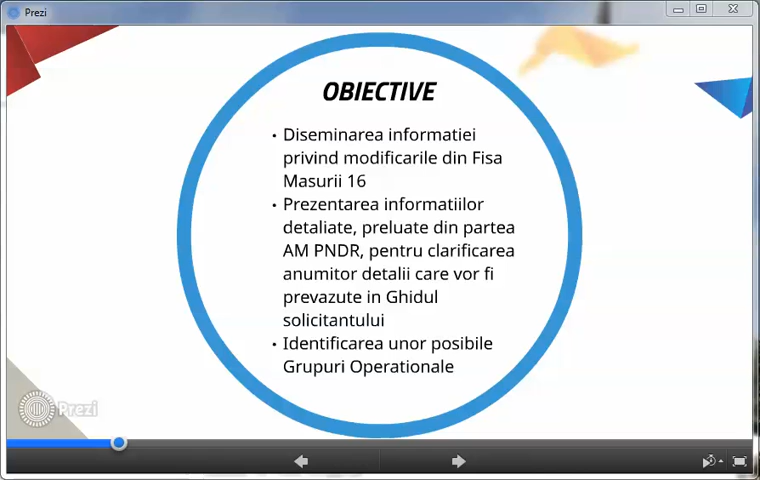 Prezi
OBIECTIVE
• Diseminarea informatiei
privind modificarile din Fisa
Masurii 16
• Prezentarea informatiilor
detaliate, preluate din partea
AM PNDR, pentru clarificarea
anumitor detalii care vor fi
prevazute in Ghidul
solicitantului
• Identificarea unor posibile
Grupuri Operationale
Prezi